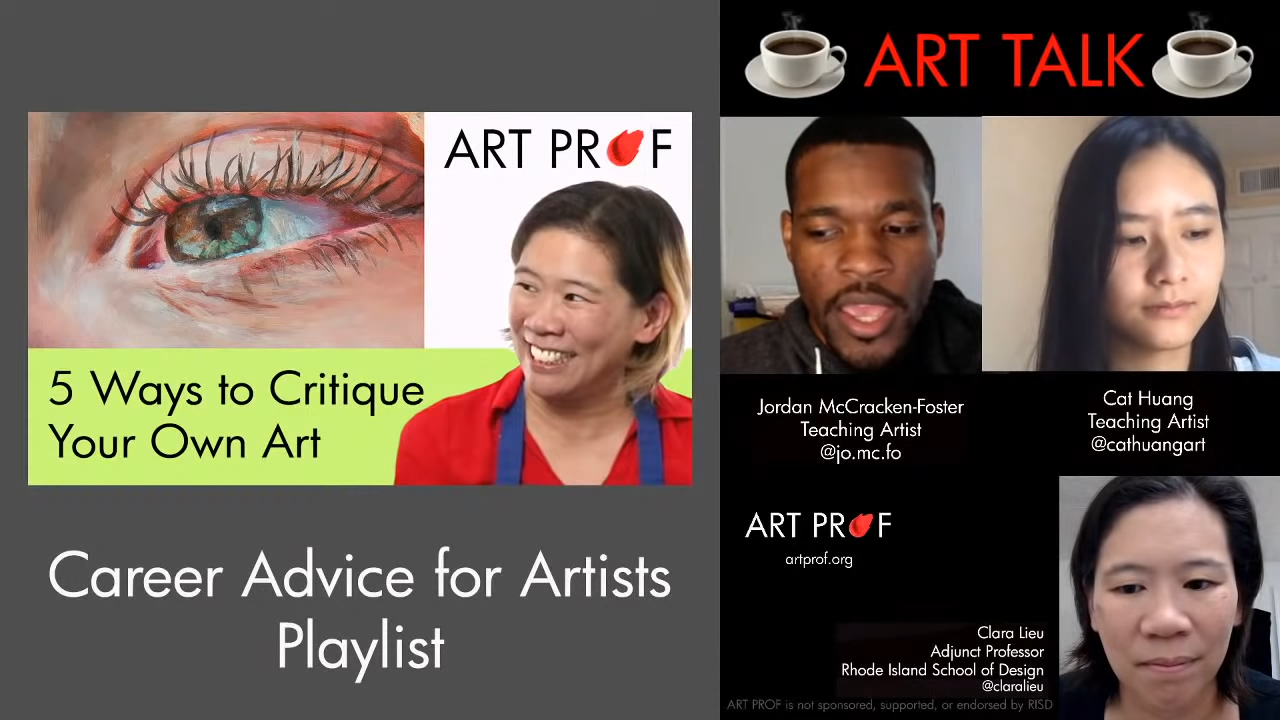 ART PROF
5 Ways to Critique
Your Own Art
Career Advice for Artists
Playlist
ART TALK
Jordan McCracken-Foster
Teaching Artist
@jo.mc.fo
Cat Huang
Teaching Artist
@cathuangart
ART PROF
artprof.org
Clara Lieu
Adjunct Professor
Rhode Island School of Design
@claralieu
ART PROF is not sponsored, supported, or endorsed by RISD